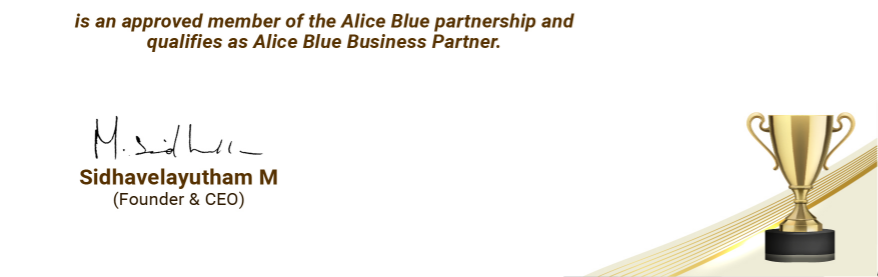 is an approved member of the Alice Blue partnership and
qualifies as Alice Blue Business Partner.
M. Sidh
Sidhavelayutham M
(Founder & CEO)